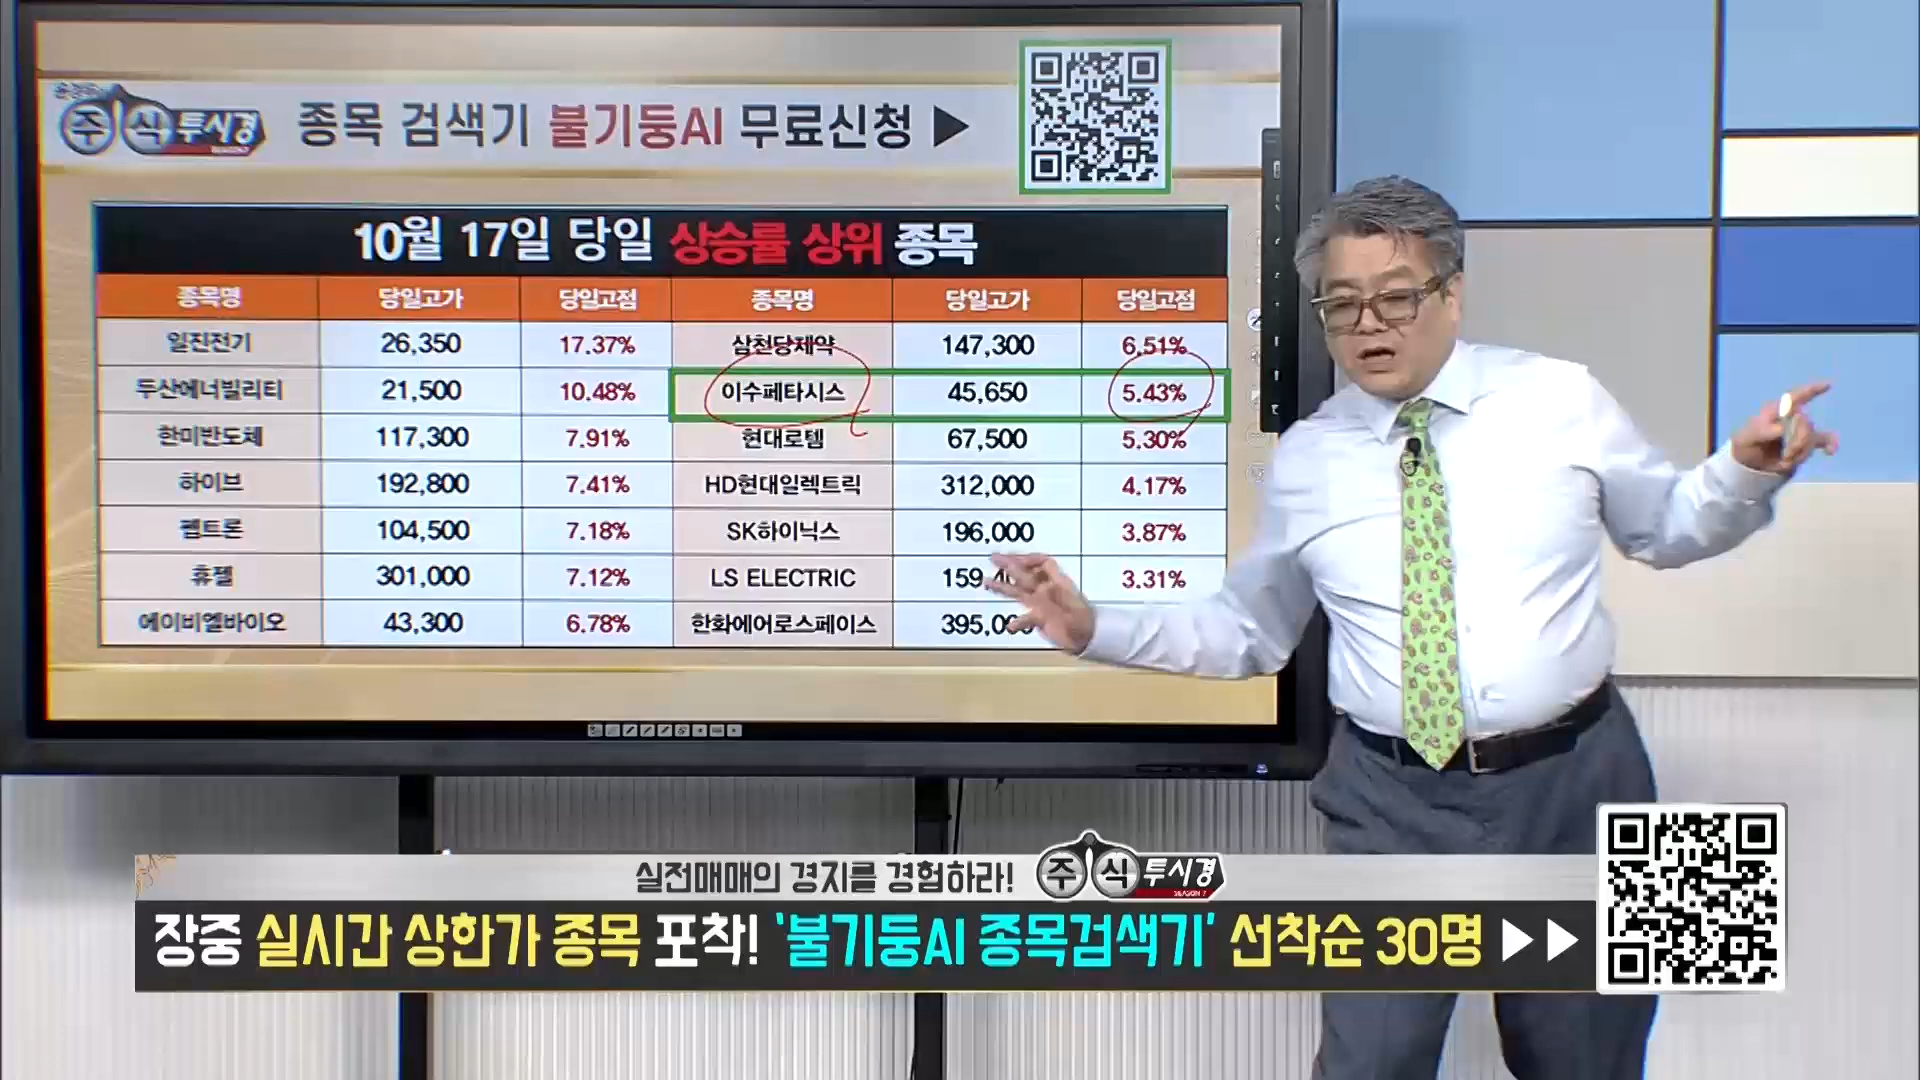 주식투시경
종목 검색기 불기둥AI 무료신청 ▶
10월 17일 당일 상승률 상위 종목
종목명 당일고가 당일고점 종목명 당일고가 당일고점
일진전기 26,350 17.37% 삼천당제약 147,300 6.51%
두산에너빌리티 21,500 10.48% 이수페타시스 45,650 5.43%
한미반도체 117,300 7.91% 현대로템 67,500 5.30%
하이브 192,800 7.41% HD현대일렉트릭 312,000 4.17%
펩트론 104,500 7.18% SK하이닉스 196,000 3.87%
휴젤 301,000 7.12% LS ELECTRIC 3.31%
에이비엘바이오 43,300 6.78% 한화에어로스페이스
실전매매의 경지를 경험하라! 주식투시경
SEASON 7
장중 실시간 상한가 종목 포착! '불기둥AI 종목검색기' 선착순 30명 ▶▶